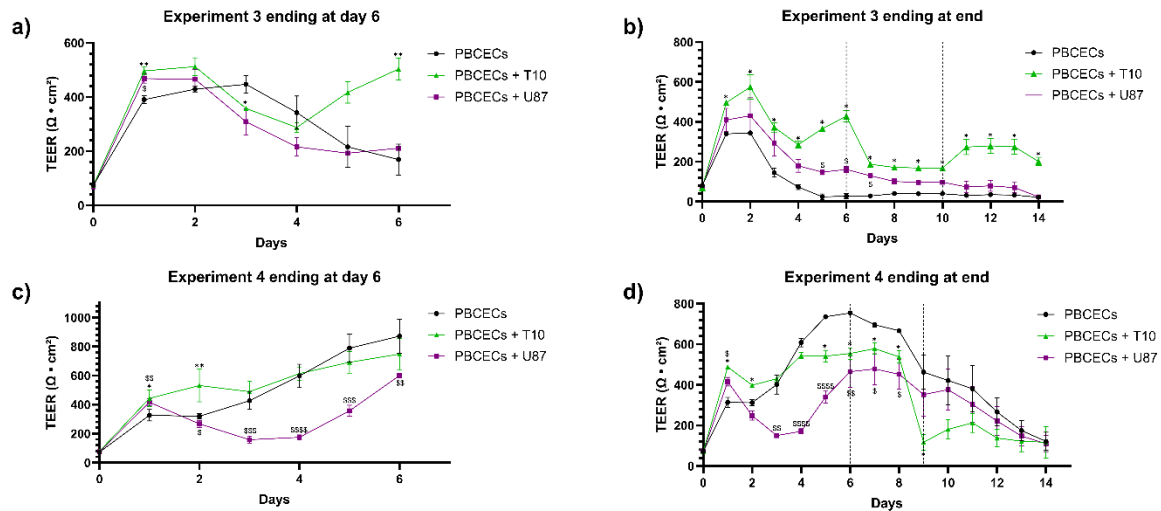 a)
Experiment 3 ending at day 6
TEER (Ω • cm²)
600
400
200
0
** 
$
*
**
0 2 4 6
Days
PBCECs
PBCECs + T10
PBCECs + U87
b)
Experiment 3 ending at end
TEER (Ω • cm²)
800
600
400
200
0
* * * * * * * * * * * * * *
$ $ $
0 2 4 6 8 10 12 14
Days
PBCECs
PBCECs + T10
PBCECs + U87
c)
Experiment 4 ending at day 6
TEER (Ω • cm²)
1000
800
600
400
200
0
$$
*
**
$
$$$
$$$$
$$$
$$
0 2 4 6
Days
PBCECs
PBCECs + T10
PBCECs + U87
d)
Experiment 4 ending at end
TEER (Ω • cm²)
800
600
400
200
0
$
* * * * * *
$$
$$$$
$$$$
$$
$
$
*
0 2 4 6 8 10 12 14
Days
PBCECs
PBCECs + T10
PBCECs + U87